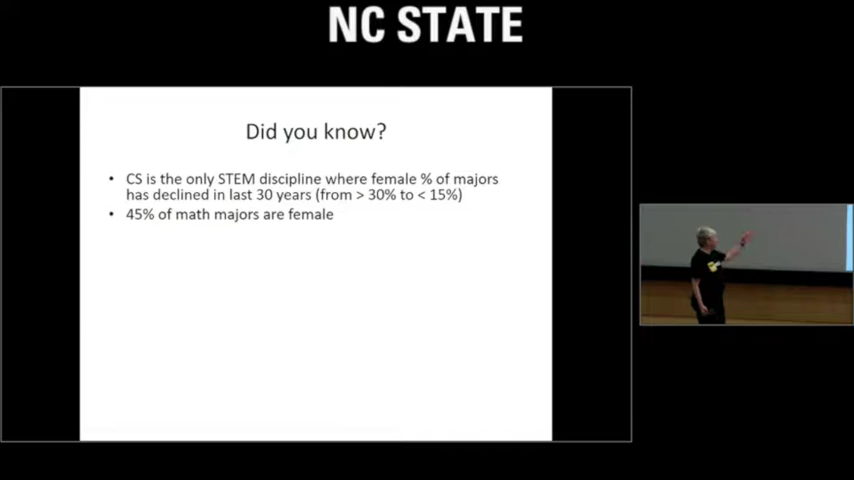 NC STATE
Did you know?
• CS is the only STEM discipline where female % of majors
has declined in last 30 years (from > 30% to < 15%)
• 45% of math majors are female